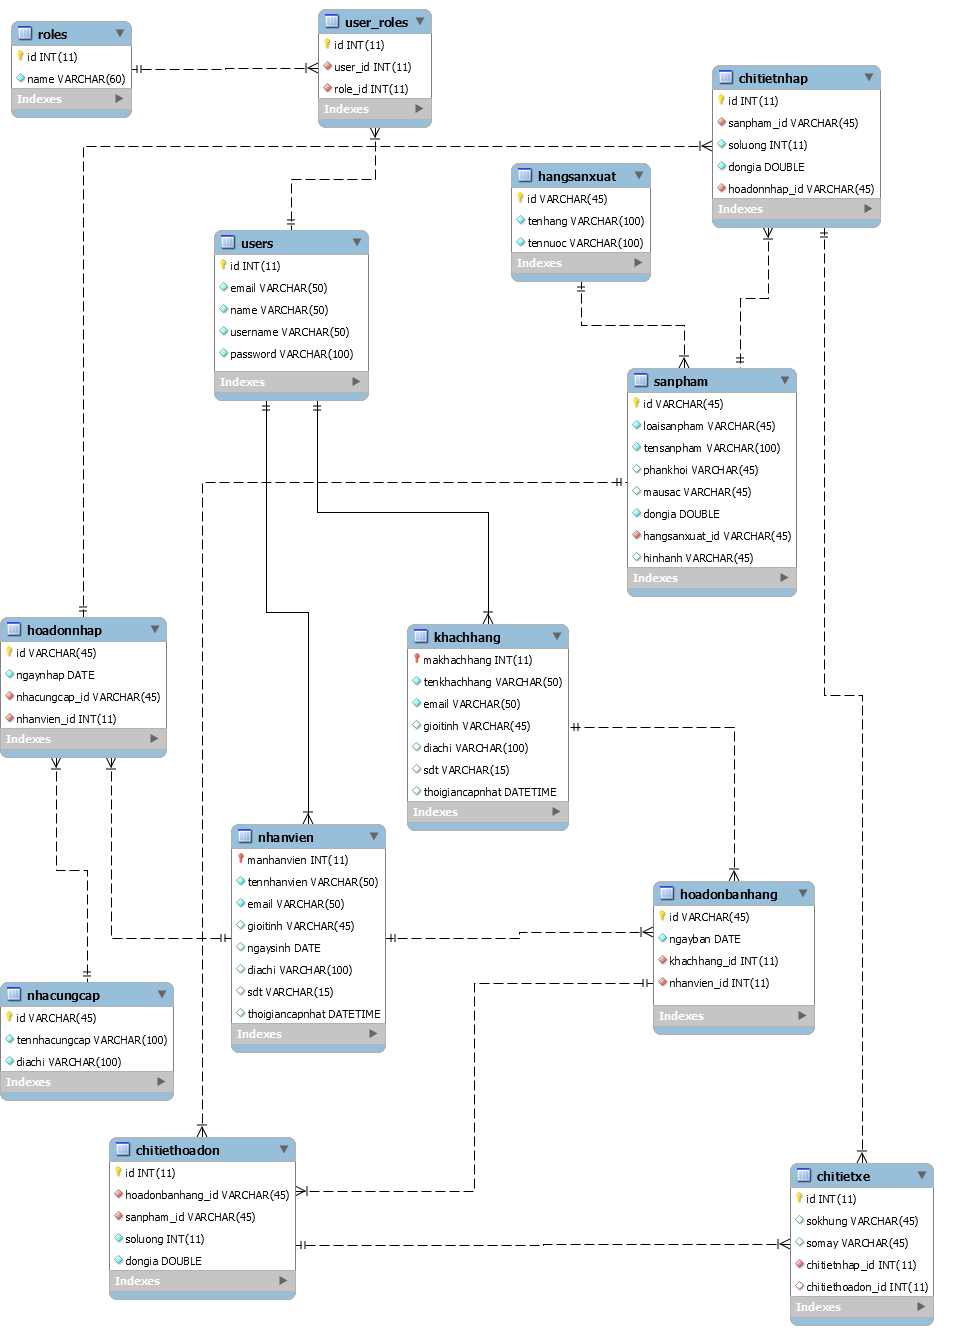 roles
id INT(11)
name VARCHAR(60)
Indexes
user_roles
id INT(11)
user_id INT(11)
role_id INT(11)
Indexes
chitietnhap
id INT(11)
sanpham_id VARCHAR(45)
soluong INT(11)
dongia DOUBLE
hoadonnhap_id VARCHAR(45)
Indexes
hangsanxuat
id VARCHAR(45)
tenhang VARCHAR(100)
tennuoc VARCHAR(100)
Indexes
users
id INT(11)
email VARCHAR(50)
name VARCHAR(50)
username VARCHAR(50)
password VARCHAR(100)
Indexes
sanpham
id VARCHAR(45)
loaisanpham VARCHAR(45)
tensanpham VARCHAR(100)
phankhoi VARCHAR(45)
mausac VARCHAR(45)
dongia DOUBLE
hangsanxuat_id VARCHAR(45)
hinhanh VARCHAR(45)
Indexes
hoadonnhap
id VARCHAR(45)
ngaynhap DATE
nhacungcap_id VARCHAR(45)
nhanvien_id INT(11)
Indexes
khachhang
makhachhang INT(11)
tenkhachhang VARCHAR(50)
email VARCHAR(50)
gioitinh VARCHAR(45)
diachi VARCHAR(100)
sdt VARCHAR(15)
thoigiancapnhat DATETIME
Indexes
nhanvien
manhanvien INT(11)
tennhanvien VARCHAR(50)
email VARCHAR(50)
gioitinh VARCHAR(45)
ngaysinh DATE
diachi VARCHAR(100)
sdt VARCHAR(15)
thoigiancapnhat DATETIME
Indexes
hoadonbanhang
id VARCHAR(45)
ngayban DATE
khachhang_id INT(11)
nhanvien_id INT(11)
Indexes
nhacungcap
id VARCHAR(45)
tennhacungcap VARCHAR(100)
diachi VARCHAR(100)
Indexes
chitiethoadon
id INT(11)
hoadonbanhang_id VARCHAR(45)
sanpham_id VARCHAR(45)
soluong INT(11)
dongia DOUBLE
Indexes
chitietxe
id INT(11)
sokhung VARCHAR(45)
somay VARCHAR(45)
chitietnhap_id INT(11)
chitiethoadon_id INT(11)
Indexes